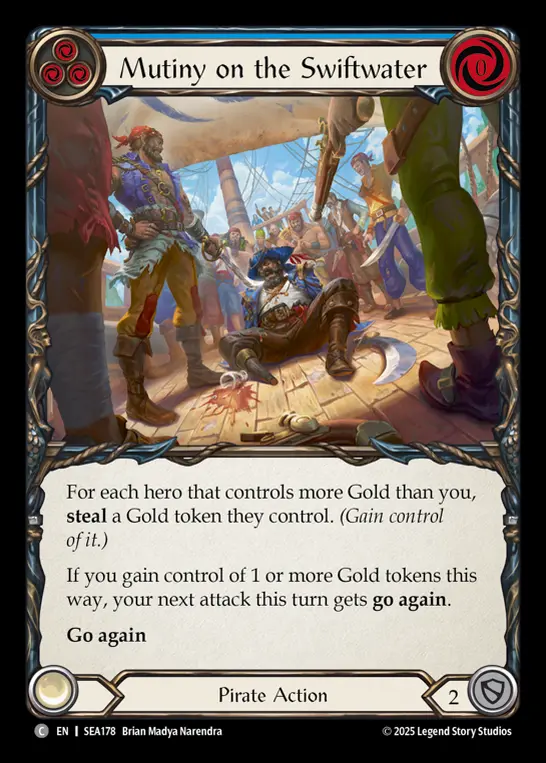 0
Mutiny on the Swiftwater
For each hero that controls more Gold than you,
steal a Gold token they control. (Gain control
of it.)
If you gain control of 1 or more Gold tokens this
way, your next attack this turn gets go again.
Go again
Pirate Action
2
C EN | SEA178 Brian Madya Narendra
© 2025 Legend Story Studios